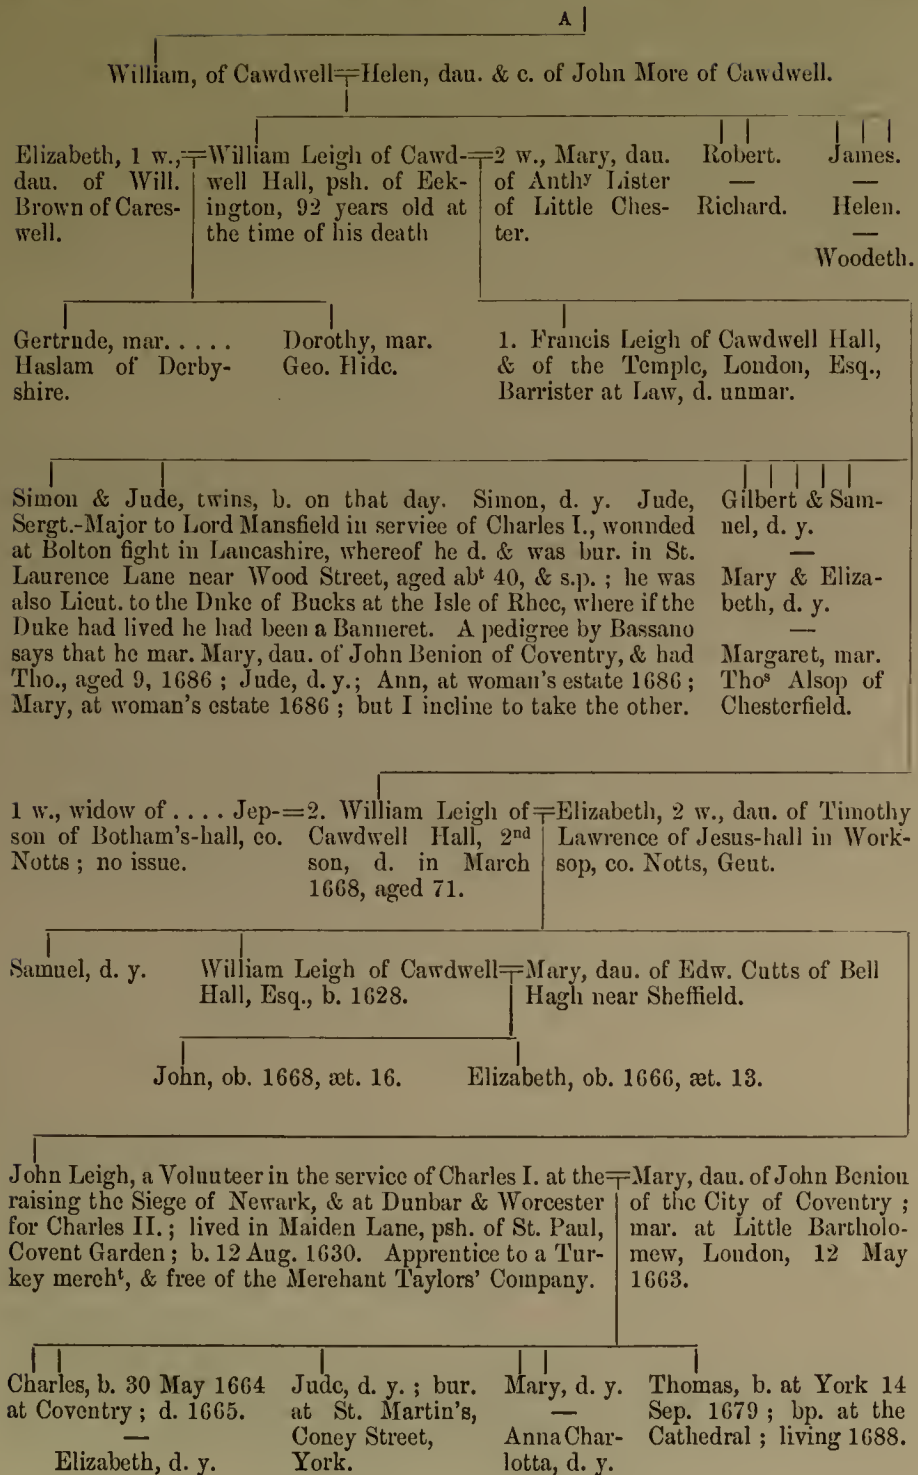 A
William, of Cawdwell=Helen, dau. & c. of John More of Cawdwell.
Elizabeth, 1 w.,
dau. of Will.
Brown of Cares-
well.
=William Leigh of Cawd-
well Hall, psh. of Eck-
ington, 92 years old at
the time of his death
=2 w., Mary, dau.
of Anthy Lister
of Little Ches-
ter.
Robert.
—
Richard.
James.
—
Helen.
—
Woodeth.
Gertrude, mar. . . . .
Haslam of Derby-
shire.
Dorothy, mar.
Geo. Hide.
1. Francis Leigh of Cawdwell Hall,
& of the Temple, London, Esq.,
Barrister at Law, d. unmar.
Simon & Jude, twins, b. on that day. Simon, d. y. Jude,
Sergt.-Major to Lord Mansfield in service of Charles I., wounded
at Bolton fight in Lancashire, whereof he d. & was bur. in St.
Laurence Lane near Wood Street, aged abt 40, & s.p. ; he was
also Lieut. to the Duke of Bucks at the Isle of Rhee, where if the
Duke had lived he had been a Banneret. A pedigree by Bassano
says that he mar. Mary, dau. of John Benion of Coventry, & had
Tho., aged 9, 1686 ; Jude, d. y.; Ann, at woman's estate 1686 ;
Mary, at woman's estate 1686 ; but I incline to take the other.
Gilbert & Sam-
uel, d. y.
—
Mary & Eliza-
beth, d. y.
—
Margaret, mar.
Thos Alsop of
Chesterfield.
1 w., widow of . . . . Jep-
son of Botham's-hall, co.
Notts ; no issue.
=2. William Leigh of
Cawdwell Hall, 2nd
son, d. in March
1668, aged 71.
=Elizabeth, 2 w., dau. of Timothy
Lawrence of Jesus-hall in Work-
sop, co. Notts, Gent.
Samuel, d. y.
William Leigh of Cawdwell
Hall, Esq., b. 1628.
=Mary, dau. of Edw. Cutts of Bell
Hagh near Sheffield.
John, ob. 1668, æt. 16.
Elizabeth, ob. 1666, æt. 13.
John Leigh, a Volunteer in the service of Charles I. at the
raising the Siege of Newark, & at Dunbar & Worcester
for Charles II. ; lived in Maiden Lane, psh. of St. Paul,
Covent Garden ; b. 12 Aug. 1630. Apprentice to a Tur-
key mercht, & free of the Merchant Taylors' Company.
=Mary, dau. of John Benion
of the City of Coventry ;
mar. at Little Bartholo-
mew, London, 12 May
1663.
Charles, b. 30 May 1664
at Coventry ; d. 1665.
—
Elizabeth, d. y.
Jude, d. y. ; bur.
at St. Martin's,
Coney Street,
York.
Mary, d. y.
—
Anna Char-
lotta, d. y.
Thomas, b. at York 14
Sep. 1679 ; bp. at the
Cathedral ; living 1688.